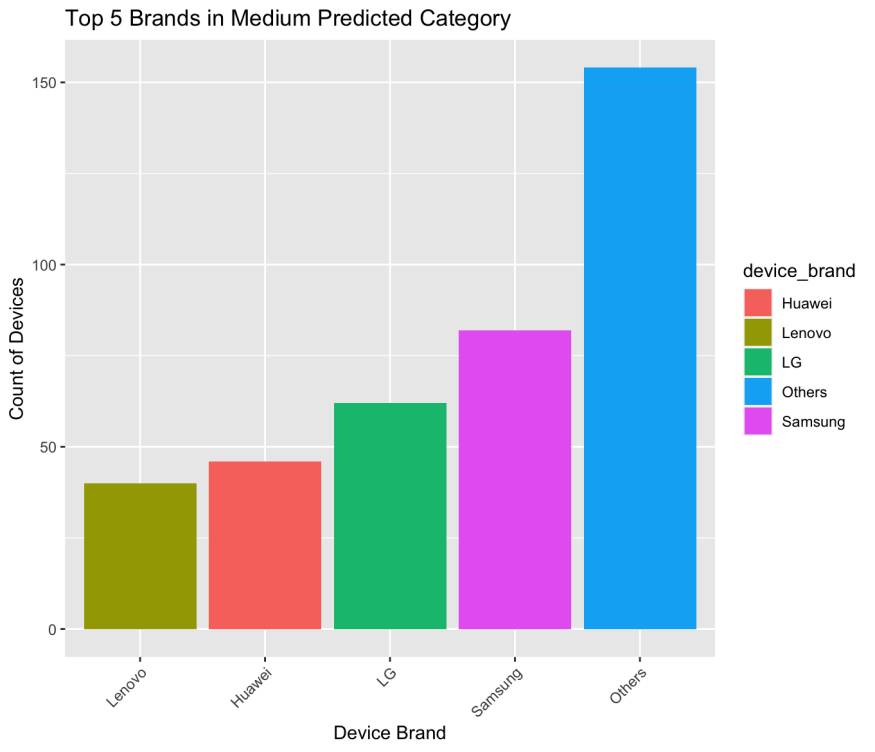 Top 5 Brands in Medium Predicted Category
Count of Devices
150
100
50
0
Lenovo
Huawei
LG
Samsung
Others
Device Brand
device_brand
Huawei
Lenovo
LG
Others
Samsung